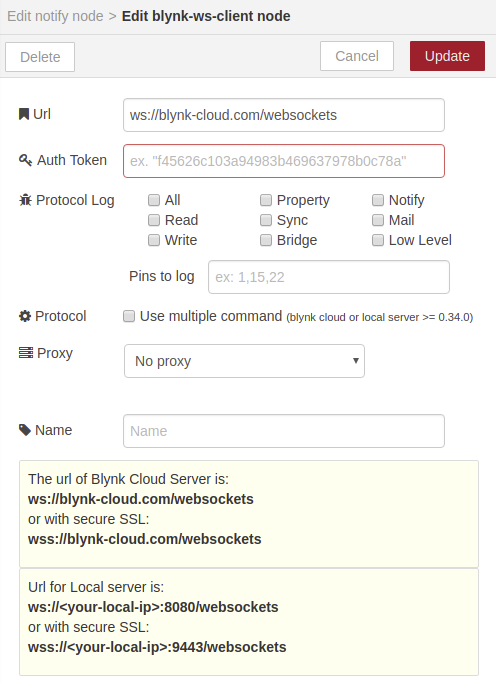 Edit notify node > Edit blynk-ws-client node
Delete Cancel Update
Url ws://blynk-cloud.com/websockets
Auth Token ex. "f45626c103a94983b469637978b0c78a"
Protocol Log All Property Notify
Read Sync Mail
Write Bridge Low Level
Pins to log ex: 1,15,22
Protocol Use multiple command (blynk cloud or local server >= 0.34.0)
Proxy No proxy
Name Name
The url of Blynk Cloud Server is:
ws://blynk-cloud.com/websockets
or with secure SSL:
wss://blynk-cloud.com/websockets
Url for Local server is:
ws://<your-local-ip>:8080/websockets
or with secure SSL:
wss://<your-local-ip>:9443/websockets